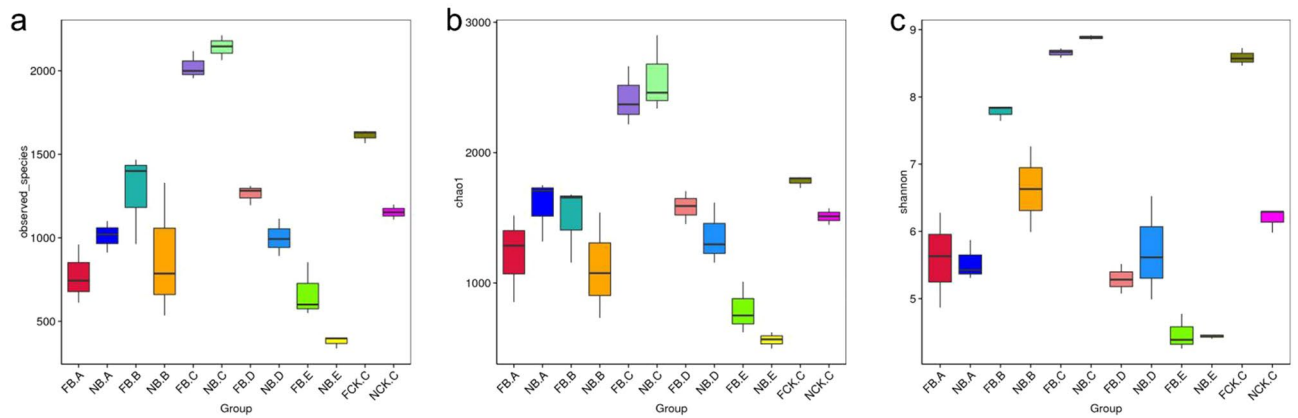 a
observed_species
2000
1500
1000
500
FB.A NB.A FB.B NB.B FB.C NB.C FB.D NB.D FB.E NB.E FCK.C NCK.C
Group
b
chao1
3000
2000
1000
FB.A NB.A FB.B NB.B FB.C NB.C FB.D NB.D FB.E NB.E FCK.C NCK.C
Group
c
shannon
9
8
7
6
5
FB.A NB.A FB.B NB.B FB.C NB.C FB.D NB.D FB.E NB.E FCK.C NCK.C
Group